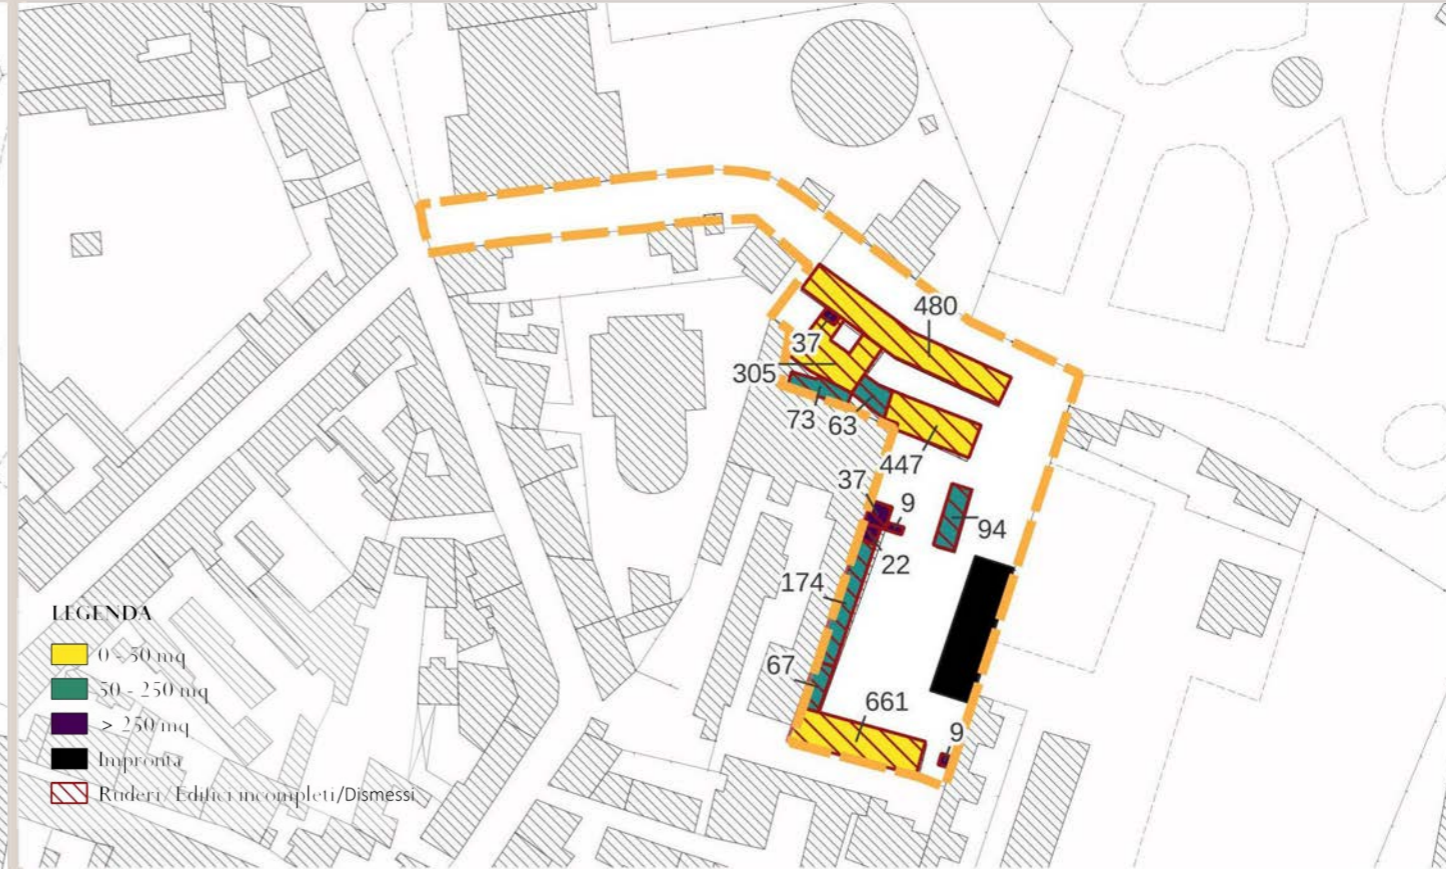 480
37
305
73
63
447
37
9
94
22
174
67
661
9
LEGENDA
0 - 50 mq
50 - 250 mq
> 250 mq
Impronta
Ruderi/Edifici incompleti/Dismessi